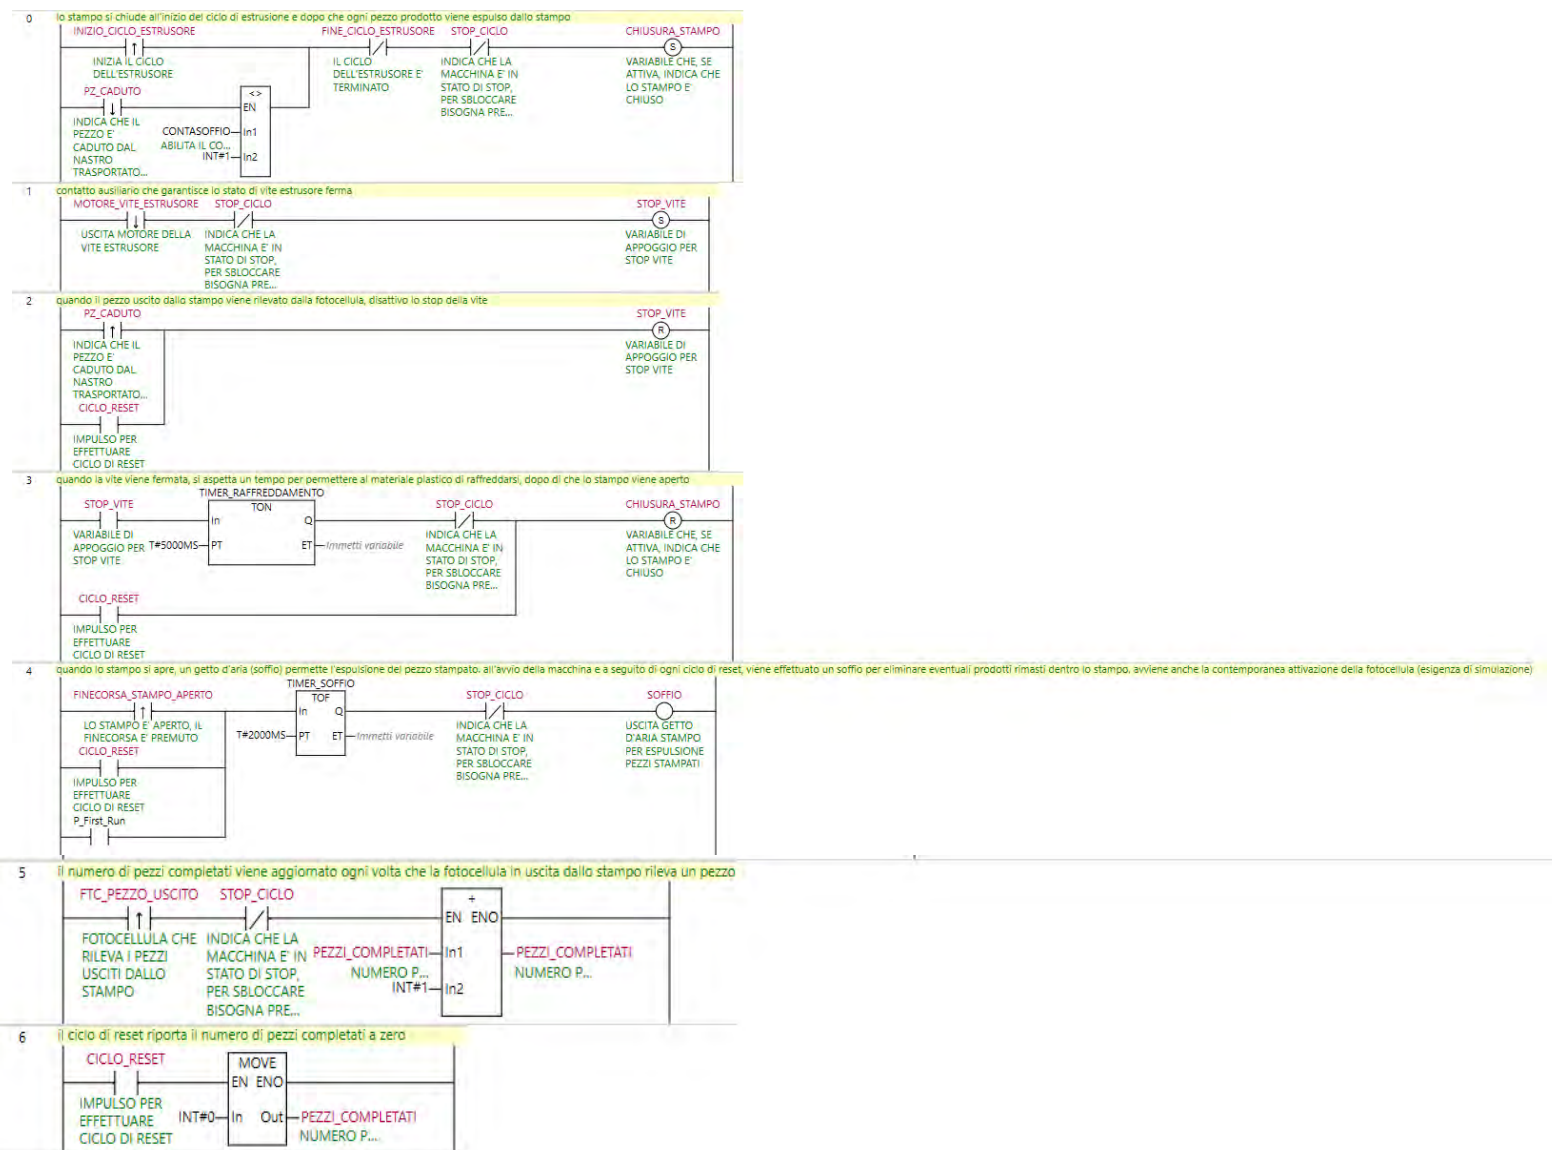 0
lo stampo si chiude all'inizio del ciclo di estrusione e dopo che ogni pezzo prodotto viene espulso dallo stampo
INIZIO_CICLO_ESTRUSORE
FINE_CICLO_ESTRUSORE
STOP_CICLO
CHIUSURA_STAMPO
S
INIZIA IL CICLO
DELL'ESTRUSORE
IL CICLO
DELL'ESTRUSORE E'
TERMINATO
INDICA CHE LA
MACCHINA E' IN
STATO DI STOP,
PER SBLOCCARE
BISOGNA PRE...
VARIABILE CHE, SE
ATTIVA, INDICA CHE
LO STAMPO E'
CHIUSO
PZ_CADUTO
<>
EN
INDICA CHE IL
PEZZO E'
CADUTO DAL
NASTRO
TRASPORTATO...
CONTASOFFIO
In1
ABILITA IL CO...
INT#1
In2
1
contatto ausiliario che garantisce lo stato di vite estrusore ferma
MOTORE_VITE_ESTRUSORE
STOP_CICLO
STOP_VITE
S
USCITA MOTORE DELLA
VITE ESTRUSORE
INDICA CHE LA
MACCHINA E' IN
STATO DI STOP,
PER SBLOCCARE
BISOGNA PRE...
VARIABILE DI
APPOGGIO PER
STOP VITE
2
quando il pezzo uscito dallo stampo viene rilevato dalla fotocellula, disattivo lo stop della vite
PZ_CADUTO
STOP_VITE
R
INDICA CHE IL
PEZZO E'
CADUTO DAL
NASTRO
TRASPORTATO...
VARIABILE DI
APPOGGIO PER
STOP VITE
CICLO_RESET
IMPULSO PER
EFFETTUARE
CICLO DI RESET
3
quando la vite viene fermata, si aspetta un tempo per permettere al materiale plastico di raffreddarsi, dopo di che lo stampo viene aperto
TIMER_RAFFREDDAMENTO
STOP_VITE
TON
STOP_CICLO
CHIUSURA_STAMPO
In
Q
R
VARIABILE DI
APPOGGIO PER
STOP VITE
T#5000MS
PT
ET
Immetti variabile
INDICA CHE LA
MACCHINA E' IN
STATO DI STOP,
PER SBLOCCARE
BISOGNA PRE...
VARIABILE CHE, SE
ATTIVA, INDICA CHE
LO STAMPO E'
CHIUSO
CICLO_RESET
IMPULSO PER
EFFETTUARE
CICLO DI RESET
4
quando lo stampo si apre, un getto d'aria (soffio) permette l'espulsione del pezzo stampato. all'avvio della macchina e a seguito di ogni ciclo di reset, viene effettuato un soffio per eliminare eventuali prodotti rimasti dentro lo stampo. avviene anche la contemporanea attivazione della fotocellula (esigenza di simulazione)
TIMER_SOFFIO
FINECORSA_STAMPO_APERTO
TOF
STOP_CICLO
SOFFIO
In
Q
LO STAMPO E' APERTO, IL
FINECORSA E' PREMUTO
T#2000MS
PT
ET
Immetti variabile
INDICA CHE LA
MACCHINA E' IN
STATO DI STOP,
PER SBLOCCARE
BISOGNA PRE...
USCITA GETTO
D'ARIA STAMPO
PER ESPULSIONE
PEZZI STAMPATI
CICLO_RESET
IMPULSO PER
EFFETTUARE
CICLO DI RESET
P_First_Run
5
il numero di pezzi completati viene aggiornato ogni volta che la fotocellula in uscita dallo stampo rileva un pezzo
FTC_PEZZO_USCITO
STOP_CICLO
+
EN ENO
FOTOCELLULA CHE
RILEVA I PEZZI
USCITI DALLO
STAMPO
INDICA CHE LA
MACCHINA E' IN
STATO DI STOP,
PER SBLOCCARE
BISOGNA PRE...
PEZZI_COMPLETATI
In1
PEZZI_COMPLETATI
NUMERO P...
NUMERO P...
INT#1
In2
6
il ciclo di reset riporta il numero di pezzi completati a zero
CICLO_RESET
MOVE
EN ENO
IMPULSO PER
EFFETTUARE
CICLO DI RESET
INT#0
In
Out
PEZZI_COMPLETATI
NUMERO P...